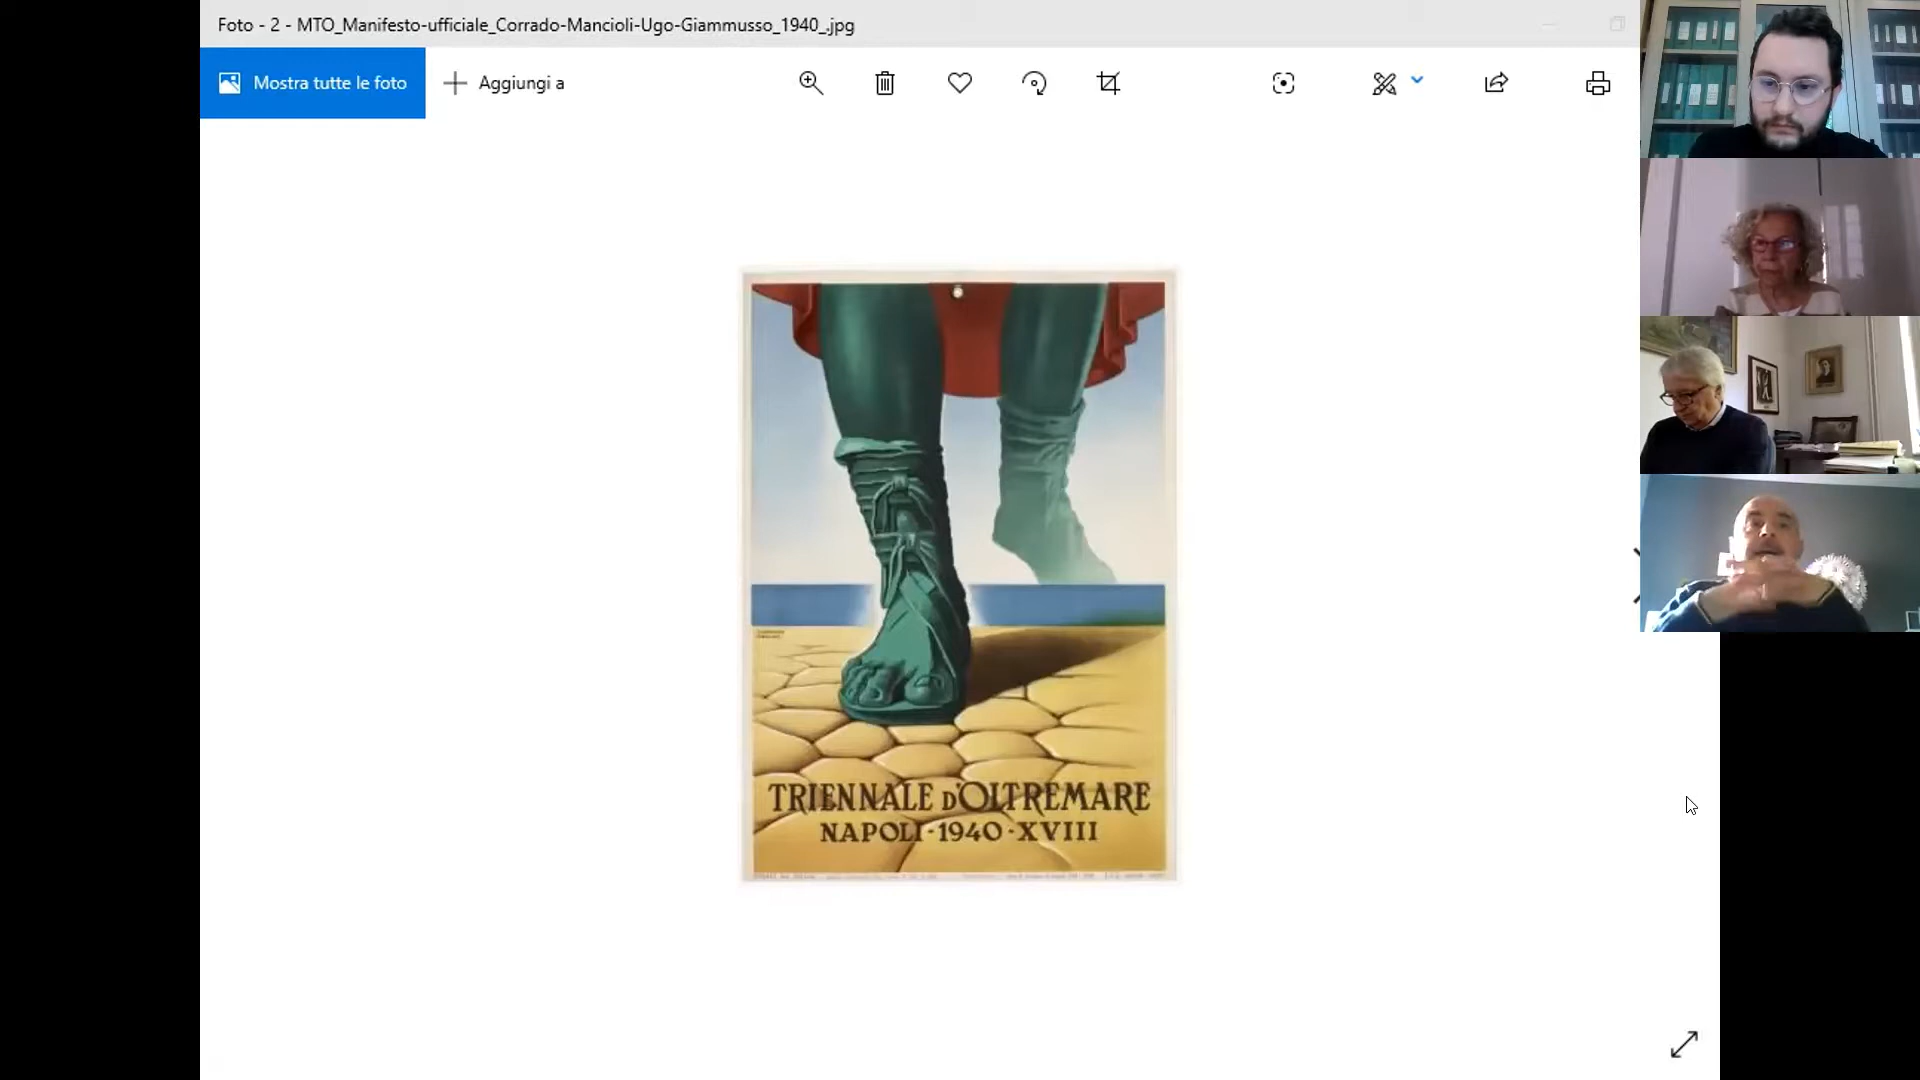 Foto - 2 - MTO_Manifesto-ufficiale_Corrado-Mancioli-Ugo-Giammusso_1940_.jpg
Mostra tutte le foto
Aggiungi a
TRIENNALE D'OLTREMARE
NAPOLI-1940-XVIII